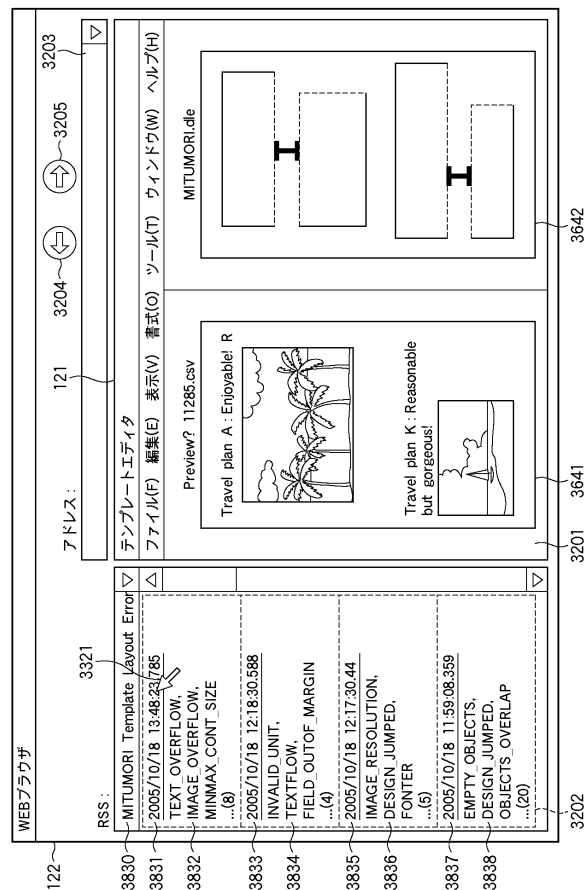 WEBブラウザ
122
3204
3205
3203
アドレス：
RSS：
121
3830
MITUMORI Template Layout Error
3321
3831
2005/10/18 13:48:23.785
3832
TEXT_OVERFLOW,
IMAGE_OVERFLOW,
MINMAX_CONT_SIZE
...(8)
3833
2005/10/18 12:18:30.588
3834
INVALID_UNIT,
TEXTFLOW,
FIELD_OUTOF_MARGIN
...(4)
3835
2005/10/18 12:17:30.44
3836
IMAGE_RESOLUTION,
DESIGN_JUMPED,
FONTER
...(5)
3837
2005/10/18 11:59:08.359
3838
EMPTY_OBJECTS,
DESIGN_JUMPED,
OBJECTS_OVERLAP
...(20)
3202
テンプレートエディタ
ファイル(F) 編集(E) 表示(V) 書式(O) ツール(T) ウィンドウ(W) ヘルプ(H)
Preview? 11285.csv
Travel plan A : Enjoyable! R
Travel plan K : Reasonable
but gorgeous!
MITUMORI.dle
3201
3641
3642